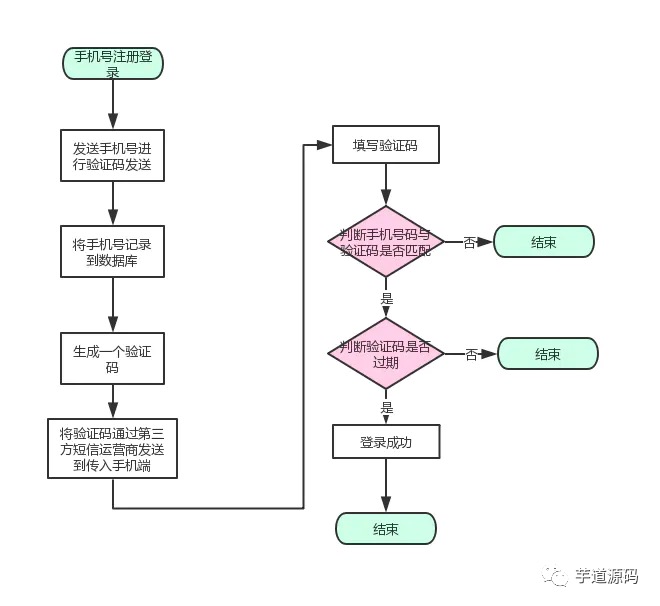 手机号注册登
录
发送手机号进
行验证码发送
将手机号记录
到数据库
生成一个验证
码
将验证码通过第三
方短信运营商发送
到传入手机端
填写验证码
判断手机号码与
验证码是否匹配
否
结束
是
判断验证码是否
过期
否
结束
是
登录成功
结束
芋道源码